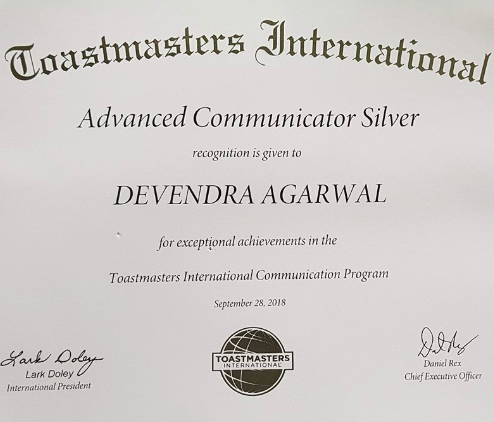 Toastmasters International
Advanced Communicator Silver
recognition is given to
DEVENDRA AGARWAL
for exceptional achievements in the
Toastmasters International Communication Program
September 28, 2018
Lark Doley
Lark Doley
International President
TOASTMASTERS
INTERNATIONAL
Daniel Rex
Chief Executive Officer